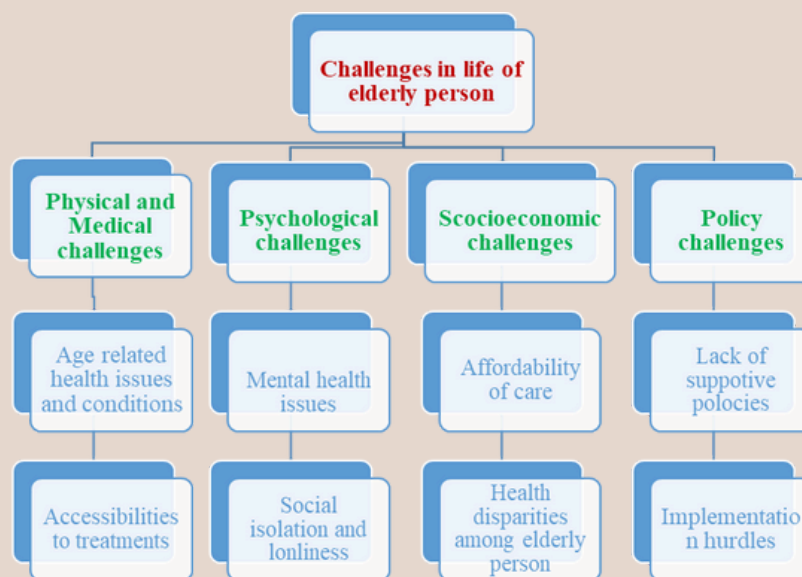 Challenges in life of
elderly person
Physical and
Medical
challenges
Psychological
challenges
Scocioeconomic
challenges
Policy
challenges
Age related
health issues
and conditions
Mental health
issues
Affordability
of care
Lack of
suppotive
polocies
Accessibilities
to treatments
Social
isolation and
lonliness
Health
disparities
among elderly
person
Implementatio
n hurdles